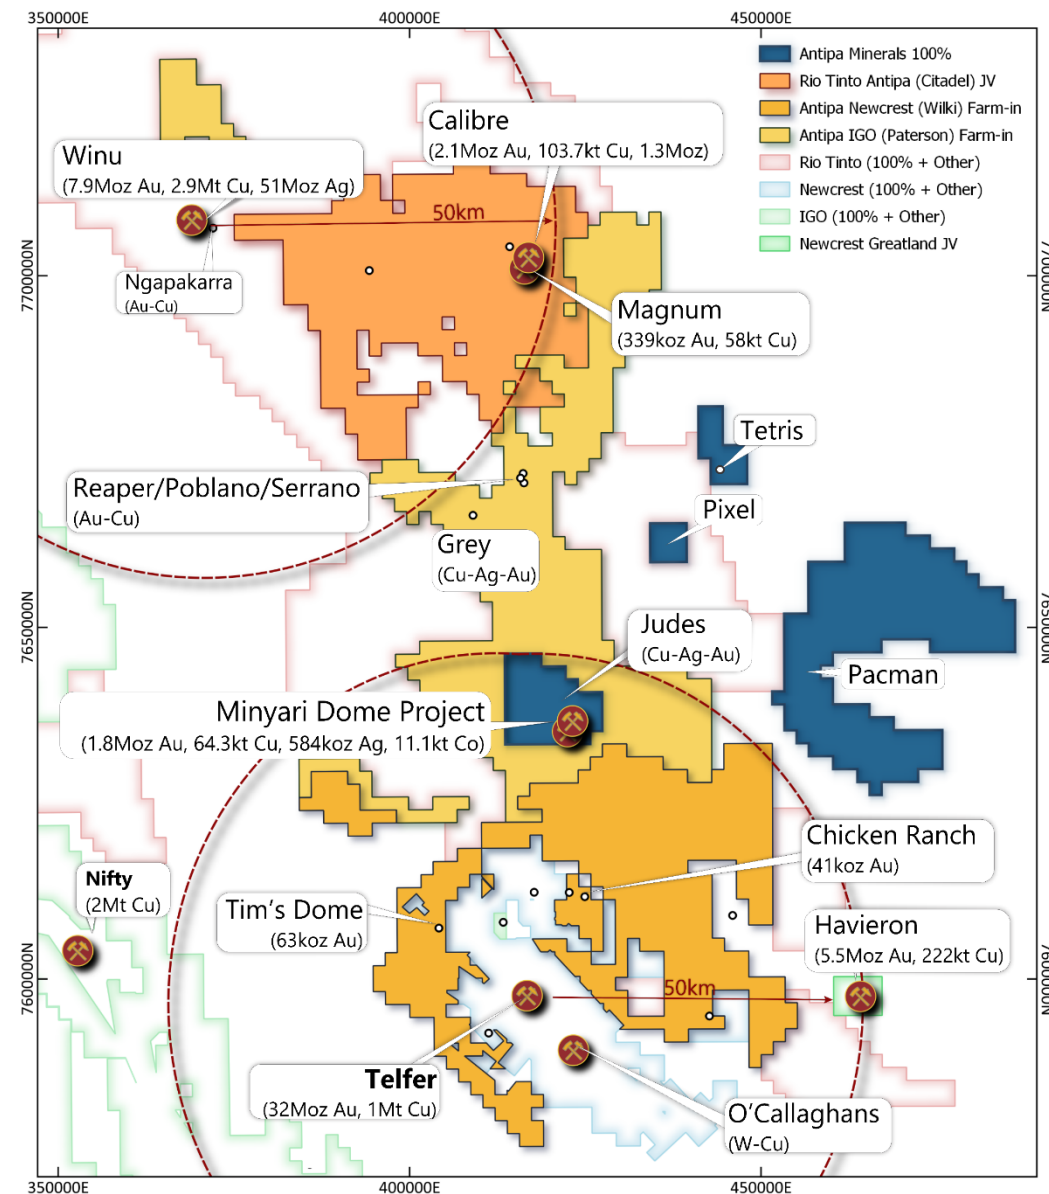 350000E
400000E
450000E
Antipa Minerals 100%
Rio Tinto Antipa (Citadel) JV
Antipa Newcrest (Wilki) Farm-in
Antipa IGO (Paterson) Farm-in
Rio Tinto (100% + Other)
Newcrest (100% + Other)
IGO (100% + Other)
Newcrest Greatland JV
Calibre
(2.1Moz Au, 103.7kt Cu, 1.3Moz)
Winu
(7.9Moz Au, 2.9Mt Cu, 51Moz Ag)
50km
Ngapakarra
(Au-Cu)
7700000N
7700000N
Magnum
(339koz Au, 58kt Cu)
Tetris
Reaper/Poblano/Serrano
(Au-Cu)
Pixel
Grey
(Cu-Ag-Au)
7650000N
7650000N
Judes
(Cu-Ag-Au)
Pacman
Minyari Dome Project
(1.8Moz Au, 64.3kt Cu, 584koz Ag, 11.1kt Co)
Chicken Ranch
(41koz Au)
Nifty
(2Mt Cu)
Tim's Dome
(63koz Au)
Havieron
(5.5Moz Au, 222kt Cu)
7600000N
7600000N
50km
Telfer
(32Moz Au, 1Mt Cu)
O'Callaghans
(W-Cu)
350000E
400000E
450000E